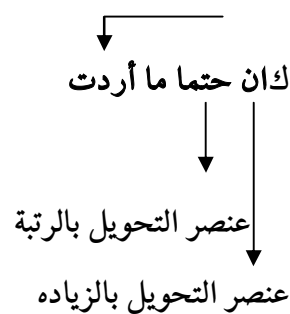 كان حتما ما أردت
عنصر التحويل بالرتبة
عنصر التحويل بالزياده